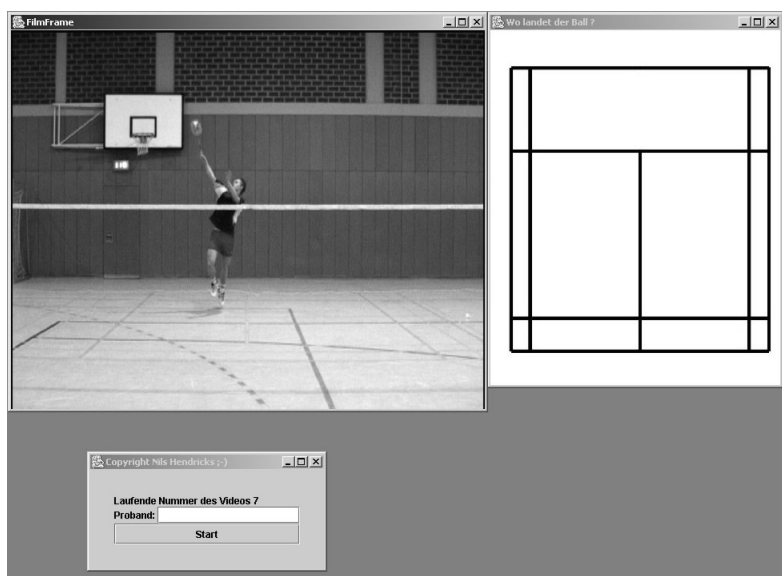 FilmFrame
Wo landet der Ball ?
Copyright Nils Hendricks ;-)
Laufende Nummer des Videos 7
Proband:
Start